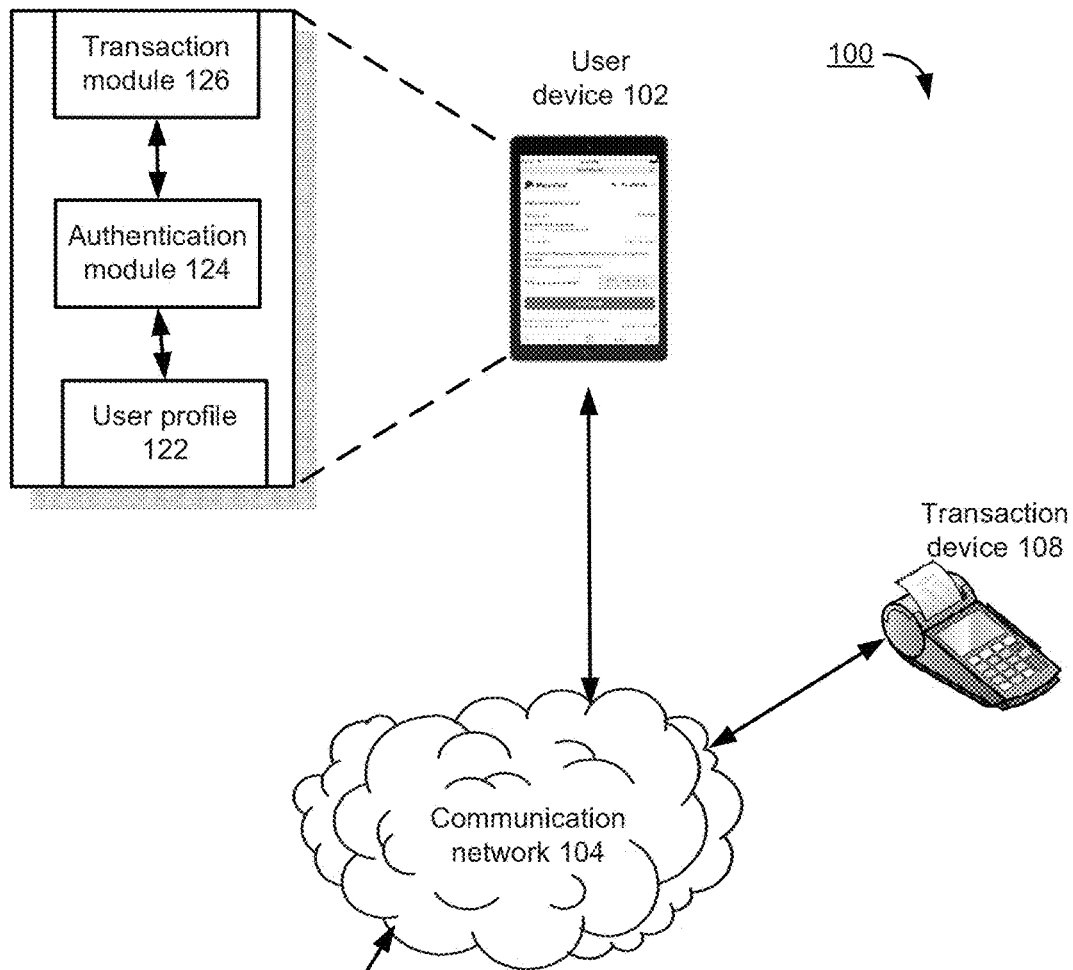 Transaction
module 126
Authentication
module 124
User profile
122
User
device 102
100
Transaction
device 108
Communication
network 104